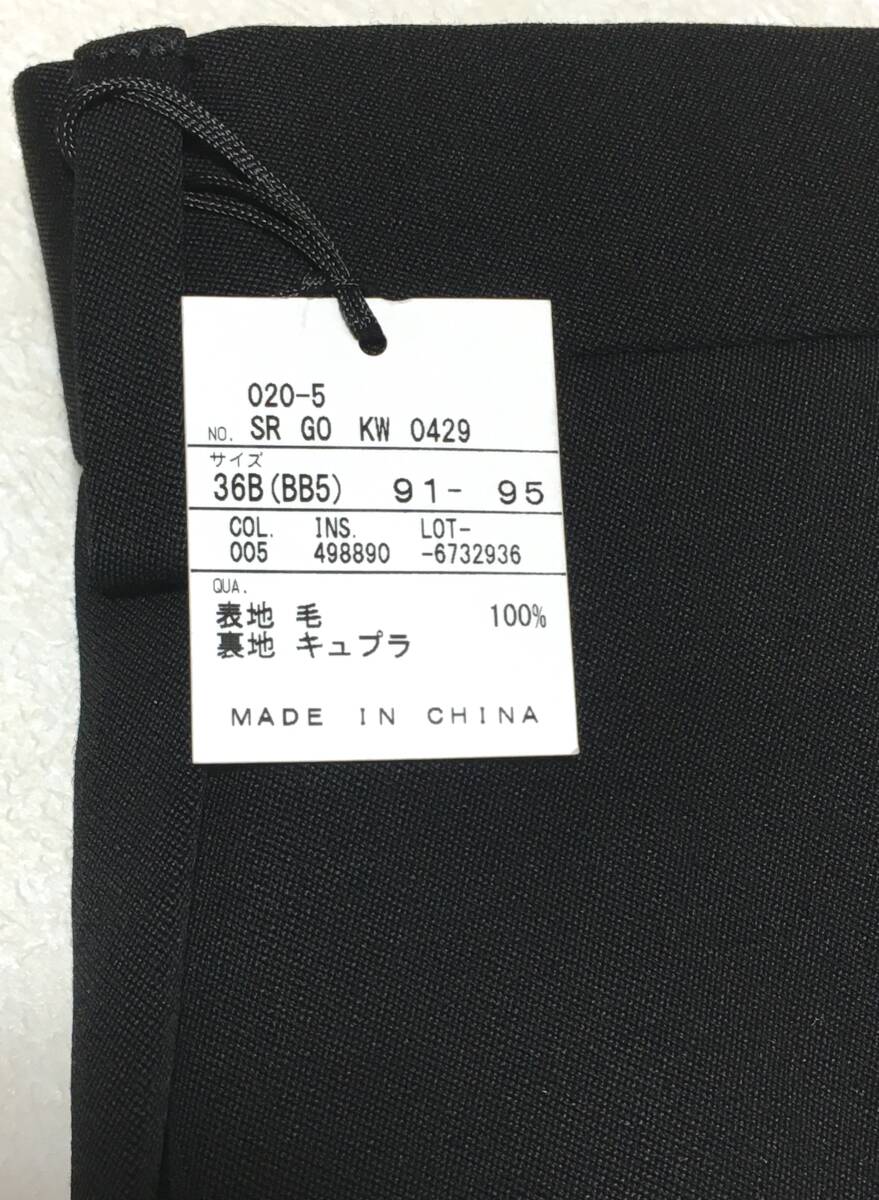 020-5
NO. SR GO KW 0429
サイズ
36B(BB5) 91- 95
COL. INS. LOT-
005 498890 -6732936
QUA.
表地 毛 100%
裏地 キュプラ
MADE IN CHINA